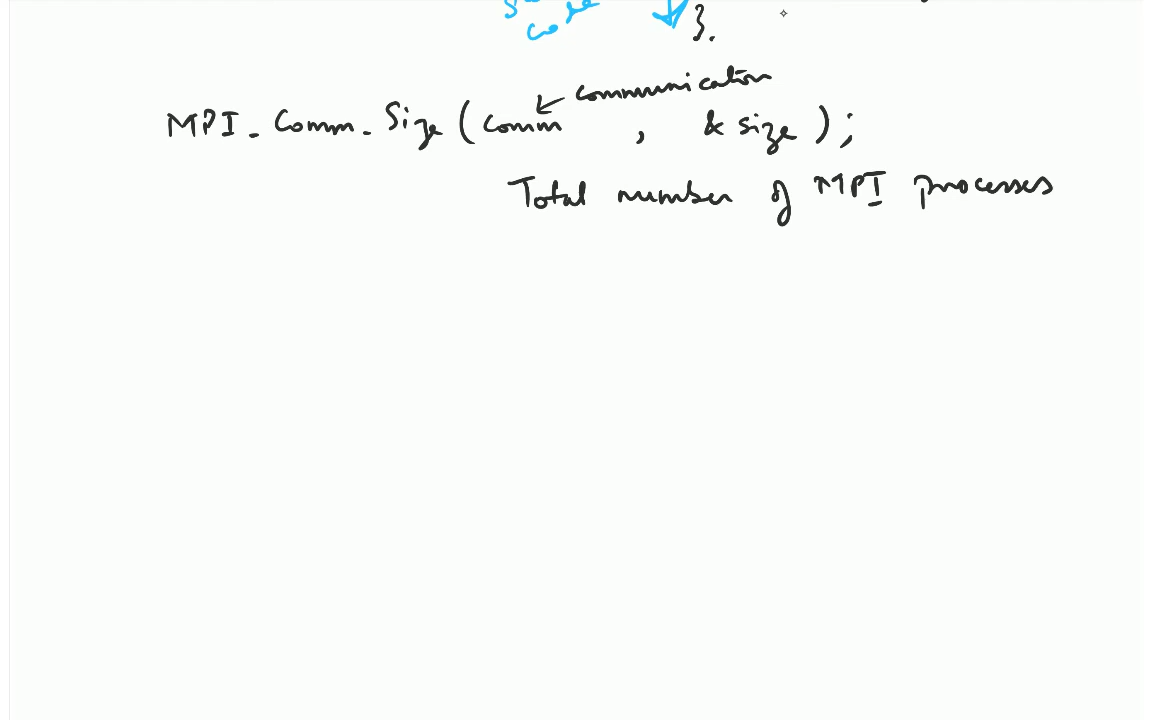 }.
communication
MPI_Comm_Size (comm , & size );
Total number of MPI processes